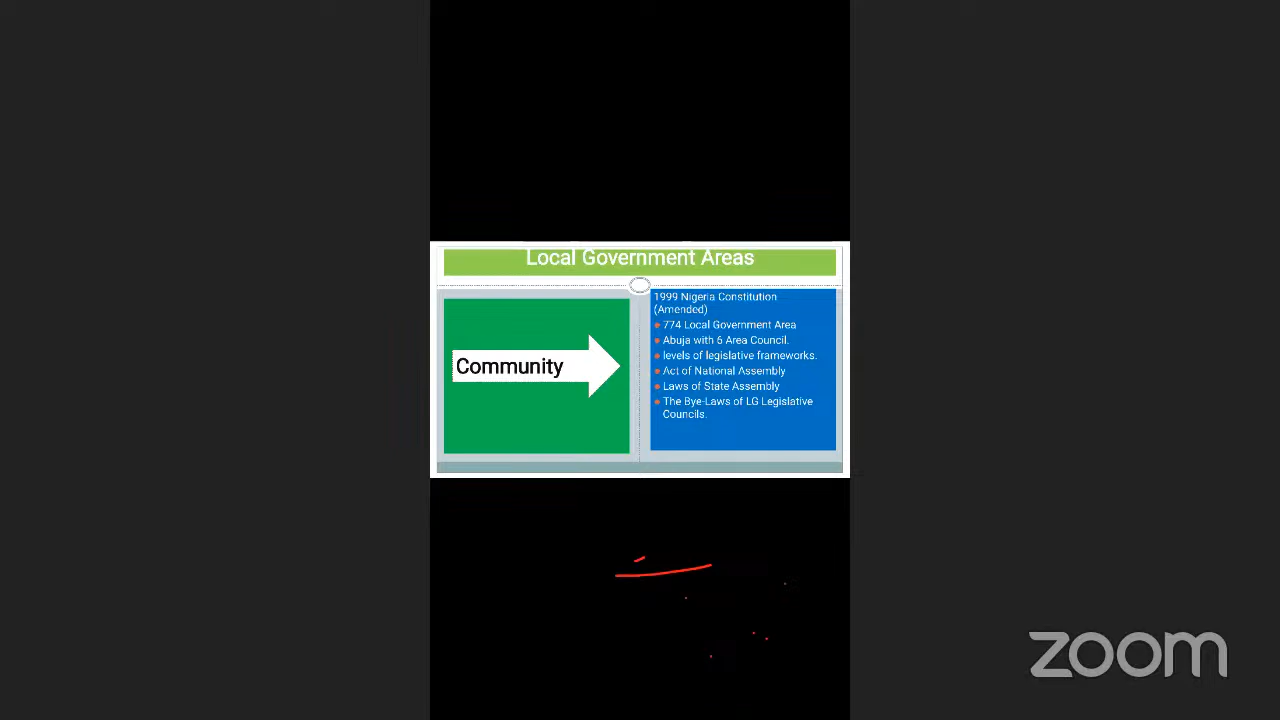 Local Government Areas
Community
1999 Nigeria Constitution
(Amended)
774 Local Government Area
Abuja with 6 Area Council.
levels of legislative frameworks.
Act of National Assembly
Laws of State Assembly
The Bye-Laws of LG Legislative
Councils.
zoom